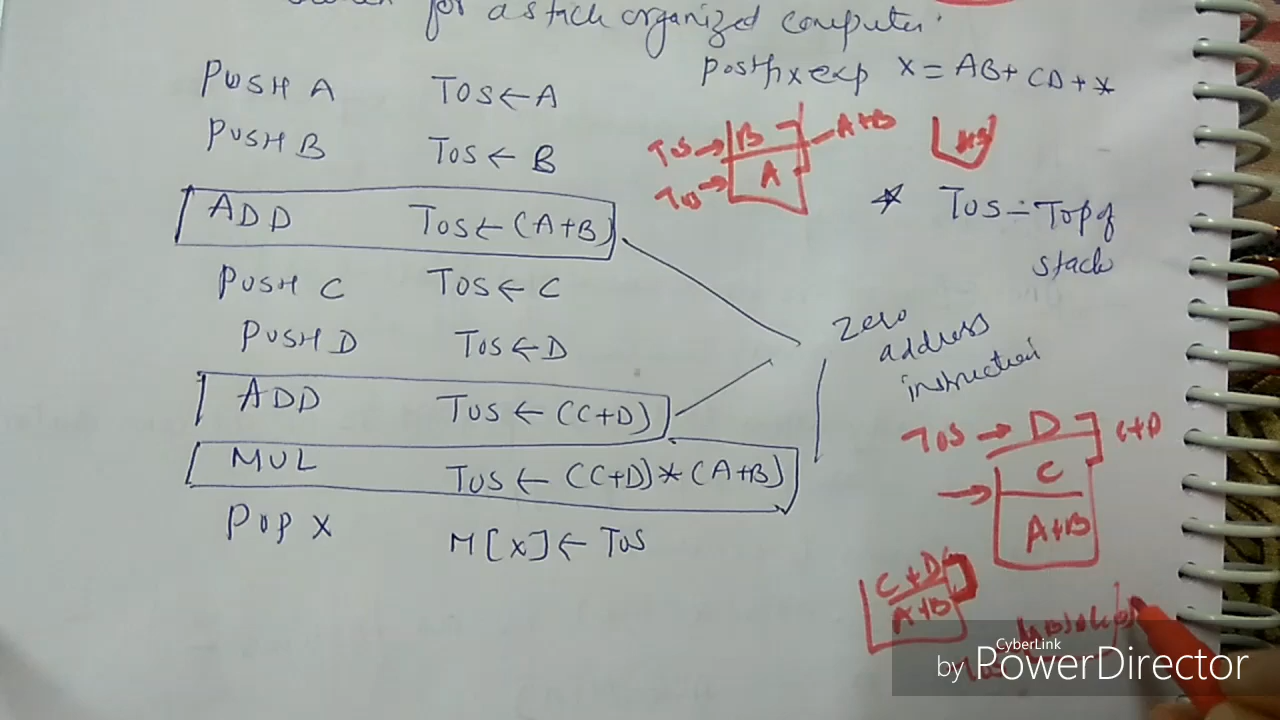 for a stack organized computer.
postfix exp X = AB+ CD+ *
PUSH A TOS ← A
PUSH B TOS ← B
TOS → B A+B
TOS → A
ADD TOS ← (A+B)
* TOS = Top of
stack
PUSH C TOS ← C
PUSH D TOS ← D
Zero
address
instruction
ADD TOS ← (C+D)
TOS → D C+D
C
A+B
MUL TOS ← (C+D) * (A+B)
POP X M[X] ← TOS
C+D
A+B
CyberLink
by PowerDirector